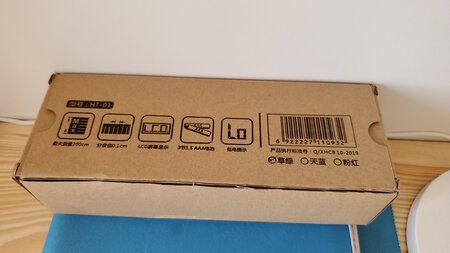 型号：HT-01
MAX
LCD
Lo
最大测量200cm
分度值0.1cm
LCD屏幕显示
3节1.5 AAA电池
低电提示
6 922227 110932
产品执行标准号 Q/XHCB 10-2019
草绿 天蓝 粉红